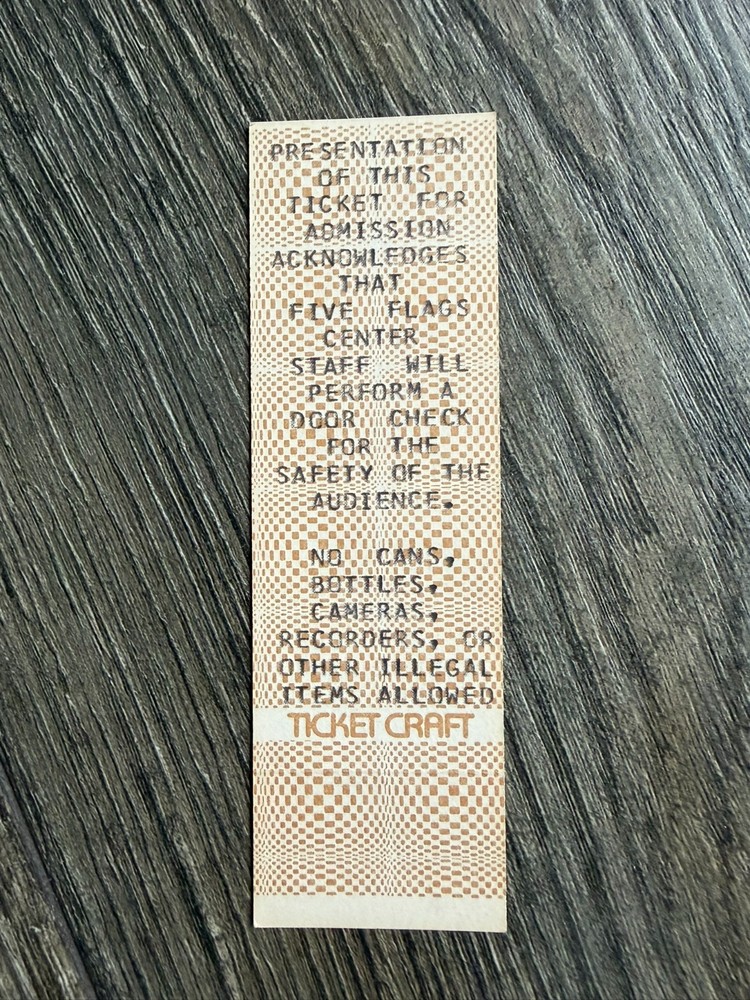 PRESENTATION
OF THIS
TICKET FOR
ADMISSION
ACKNOWLEDGES
THAT
FIVE FLAGS
CENTER
STAFF WILL
PERFORM A
DOOR CHECK
FOR THE
SAFETY OF THE
AUDIENCE.
NO CANS,
BOTTLES,
CAMERAS,
RECORDERS, OR
OTHER ILLEGAL
ITEMS ALLOWED
TICKET CRAFT